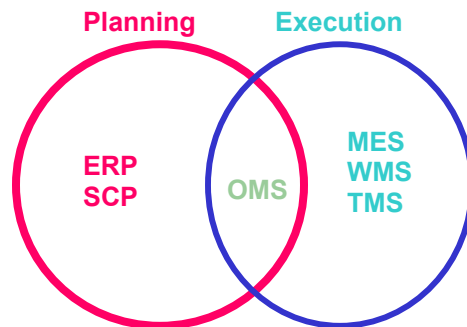 Planning Execution
ERP
SCP
OMS
MES
WMS
TMS